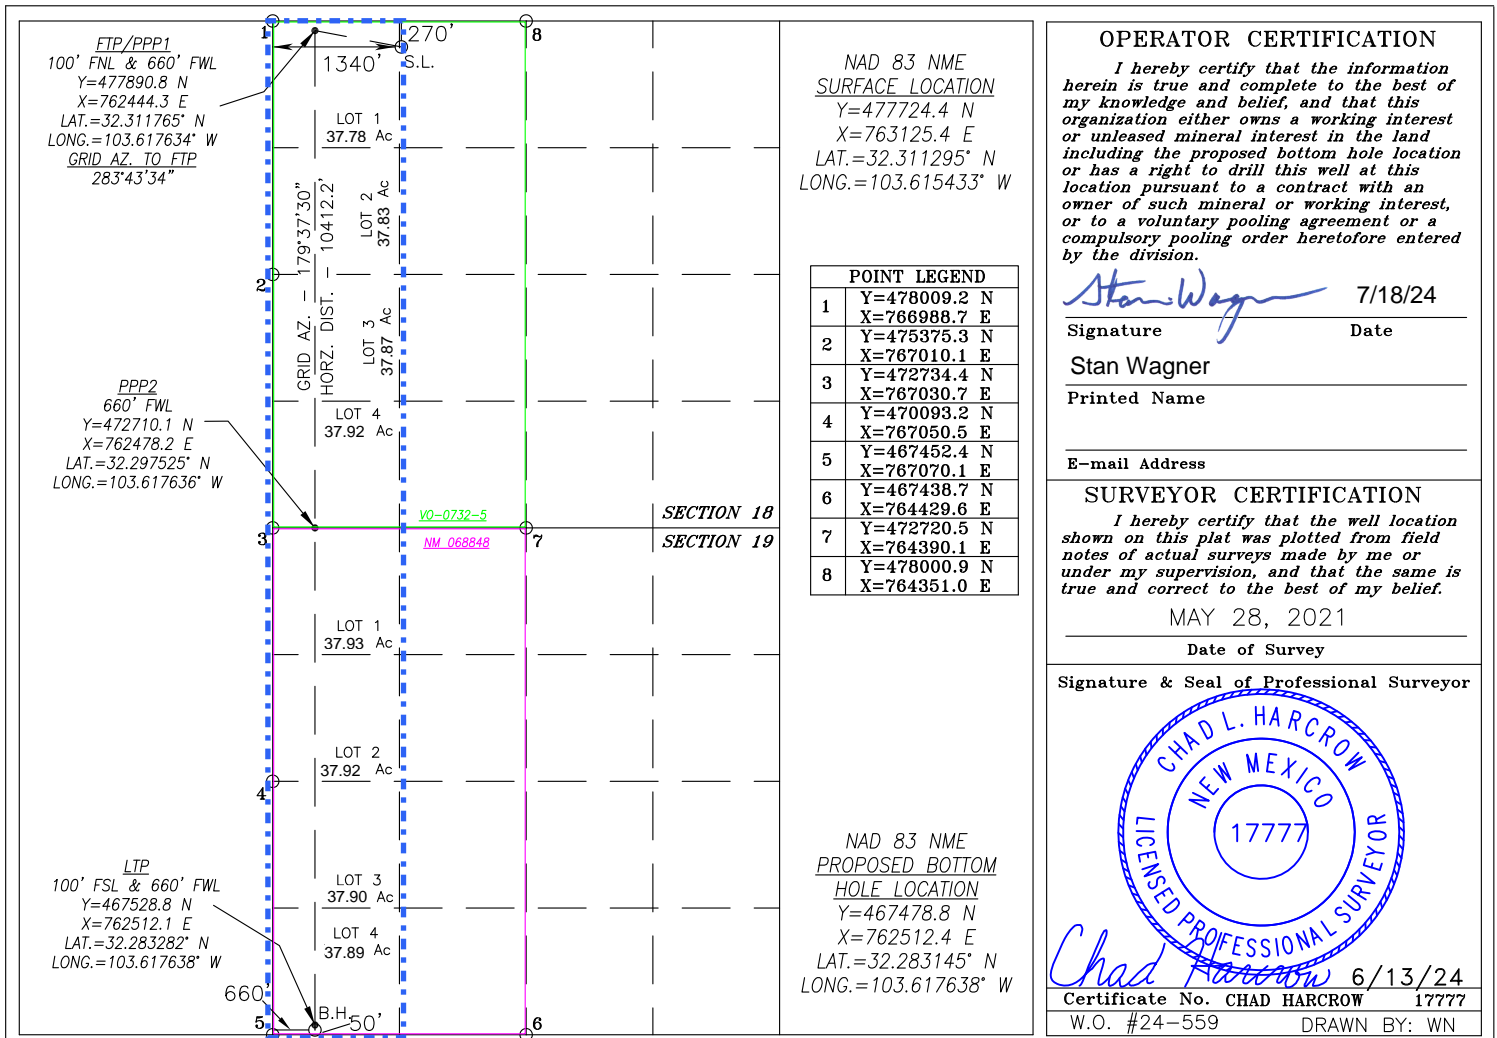 FTP/PPP1
100' FNL & 660' FWL
Y=477890.8 N
X=762444.3 E
LAT.=32.311765° N
LONG.=103.617634° W
GRID AZ. TO FTP
283°43'34"
1
270'
8
1340'
S.L.
LOT 1
37.78 Ac
LOT 2
37.83 Ac
GRID AZ. - 179°37'30"
HORZ. DIST. - 10412.2'
2
LOT 3
37.87 Ac
LOT 4
37.92 Ac
PPP2
660' FWL
Y=472710.1 N
X=762478.2 E
LAT.=32.297525° N
LONG.=103.617636° W
VO-0732-5
SECTION 18
3
NM 068848
7
SECTION 19
LOT 1
37.93 Ac
LOT 2
37.92 Ac
4
LOT 3
37.90 Ac
LOT 4
37.89 Ac
LTP
100' FSL & 660' FWL
Y=467528.8 N
X=762512.1 E
LAT.=32.283282° N
LONG.=103.617638° W
660'
B.H.
50'
5
6
NAD 83 NME
SURFACE LOCATION
Y=477724.4 N
X=763125.4 E
LAT.=32.311295° N
LONG.=103.615433° W
POINT LEGEND
1 Y=478009.2 N
X=766988.7 E
2 Y=475375.3 N
X=767010.1 E
3 Y=472734.4 N
X=767030.7 E
4 Y=470093.2 N
X=767050.5 E
5 Y=467452.4 N
X=767070.1 E
6 Y=467438.7 N
X=764429.6 E
7 Y=472720.5 N
X=764390.1 E
8 Y=478000.9 N
X=764351.0 E
NAD 83 NME
PROPOSED BOTTOM
HOLE LOCATION
Y=467478.8 N
X=762512.4 E
LAT.=32.283145° N
LONG.=103.617638° W
OPERATOR CERTIFICATION
I hereby certify that the information
herein is true and complete to the best of
my knowledge and belief, and that this
organization either owns a working interest
or unleased mineral interest in the land
including the proposed bottom hole location
or has a right to drill this well at this
location pursuant to a contract with an
owner of such mineral or working interest,
or to a voluntary pooling agreement or a
compulsory pooling order heretofore entered
by the division.
Stan Wagner 7/18/24
Signature Date
Stan Wagner
Printed Name
E-mail Address
SURVEYOR CERTIFICATION
I hereby certify that the well location
shown on this plat was plotted from field
notes of actual surveys made by me or
under my supervision, and that the same is
true and correct to the best of my belief.
MAY 28, 2021
Date of Survey
Signature & Seal of Professional Surveyor
CHAD L. HARCROW
NEW MEXICO
17777
LICENSED PROFESSIONAL SURVEYOR
Chad Harcrow 6/13/24
Certificate No. CHAD HARCROW 17777
W.O. #24-559 DRAWN BY: WN